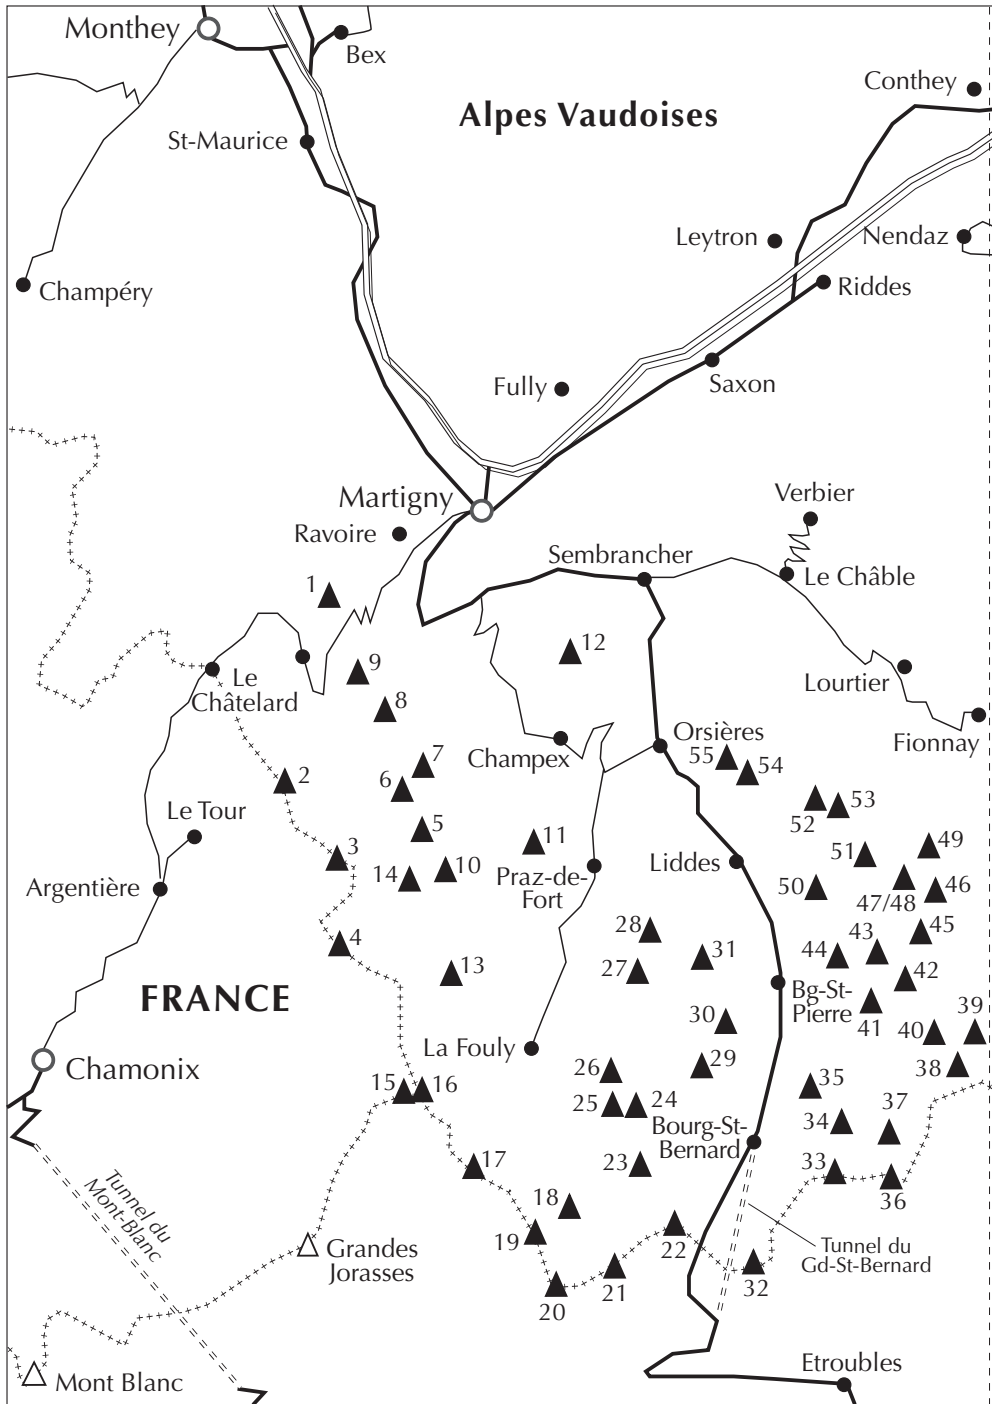 Monthey
Bex
Conthey
Alpes Vaudoises
St-Maurice
Leytron
Nendaz
Champéry
Riddes
Fully
Saxon
Martigny
Verbier
Ravoire
Sembrancher
Le Châble
1
12
9
Le
Châtelard
Lourtier
8
Orsières
Fionnay
Champex
55
54
7
2
6
Le Tour
53
52
5
11
49
3
51
Liddes
10
14
Praz-de-
Fort
Argentière
50
46
47/48
28
45
4
43
31
44
13
27
42
FRANCE
Bg-St-
Pierre
30
41
40
39
La Fouly
Chamonix
26
29
38
15
16
35
25
24
34
37
Bourg-St-
Bernard
17
23
33
36
18
Tunnel du
Mont-Blanc
19
22
Grandes
Jorasses
Tunnel du
Gd-St-Bernard
21
32
20
Etroubles
Mont Blanc